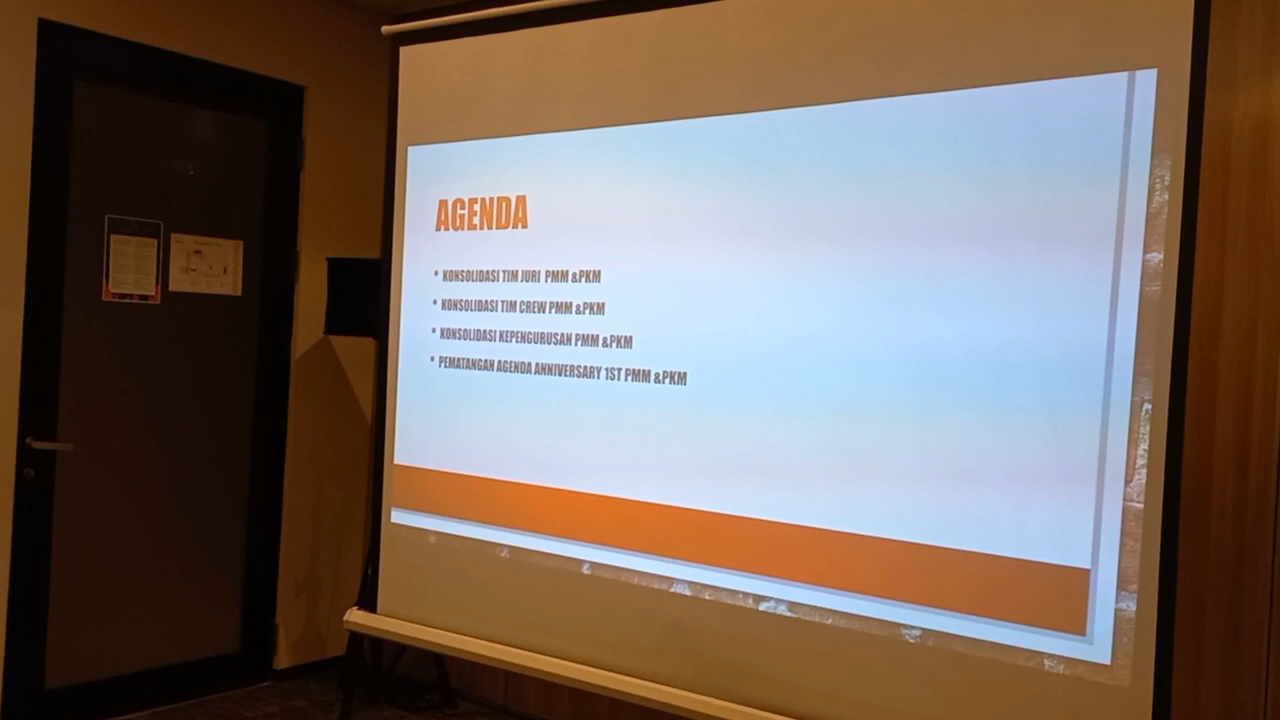 AGENDA
• KONSOLIDASI TIM JURI PMM &PKM
• KONSOLIDASI TIM CREW PMM &PKM
• KONSOLIDASI KEPENGURUSAN PMM &PKM
• PEMATANGAN AGENDA ANNIVERSARY 1ST PMM &PKM